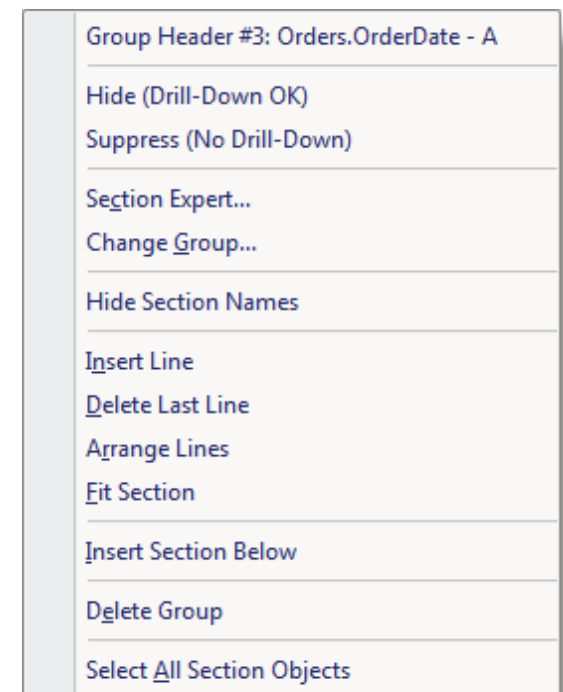 Group Header #3: Orders.OrderDate - A
Hide (Drill-Down OK)
Suppress (No Drill-Down)
Section Expert...
Change Group...
Hide Section Names
Insert Line
Delete Last Line
Arrange Lines
Fit Section
Insert Section Below
Delete Group
Select All Section Objects